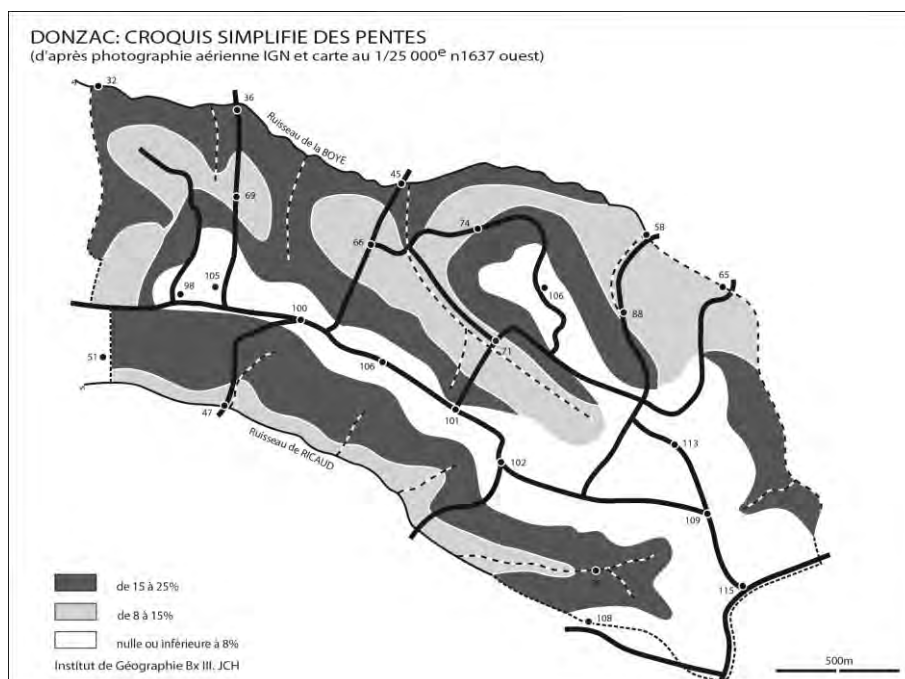 DONZAC: CROQUIS SIMPLIFIE DES PENTES
(d'après photographie aérienne IGN et carte au 1/25 000e n1637 ouest)
32
36
Ruisseau de la BOYE
45
69
74
58
66
65
105
98
106
100
88
71
51
106
47
101
113
Ruisseau de RICAUD
102
109
115
108
de 15 à 25%
de 8 à 15%
nulle ou inférieure à 8%
Institut de Géographie Bx III. JCH
500m